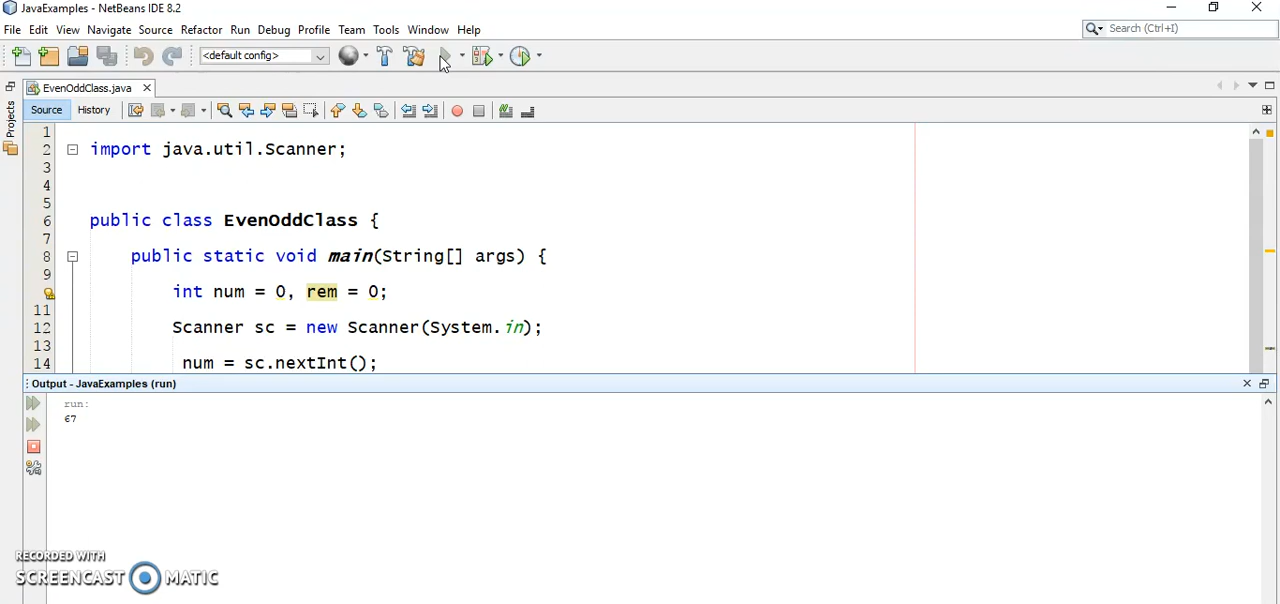 JavaExamples - NetBeans IDE 8.2
File Edit View Navigate Source Refactor Run Debug Profile Team Tools Window Help
Search (Ctrl+I)
<default config>
EvenOddClass.java
Source History
Projects
1
2 import java.util.Scanner;
3
4
5
6 public class EvenOddClass {
7
8 public static void main(String[] args) {
9
int num = 0, rem = 0;
11
12 Scanner sc = new Scanner(System.in);
13
14 num = sc.nextInt();
Output - JavaExamples (run)
run:
67
RECORDED WITH
SCREENCAST MATIC